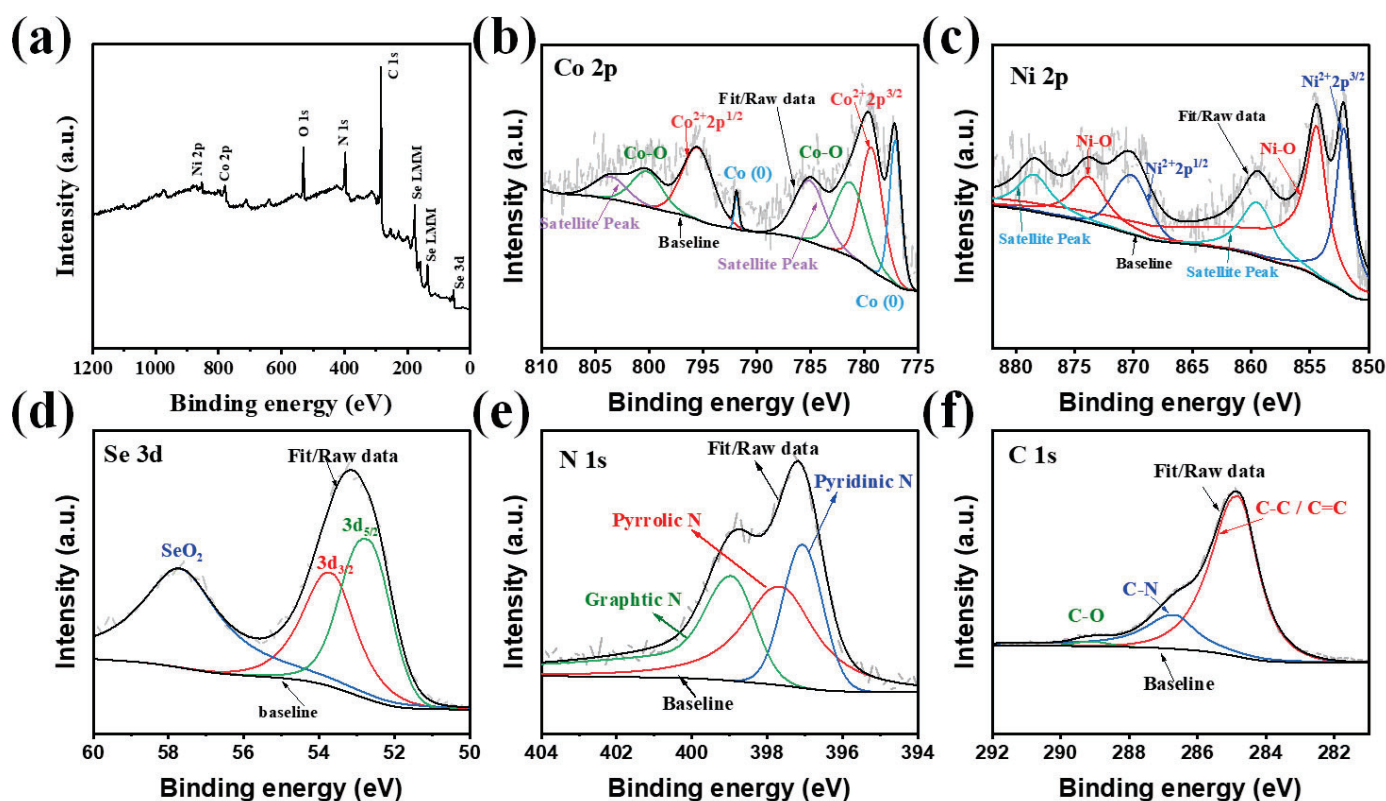 (a)
Intensity (a.u.)
Ni 2p
Co 2p
O 1s
N 1s
C 1s
Se LMM
Se LMM
Se 3d
1200 1000 800 600 400 200 0
Binding energy (eV)
(b)
Co 2p
Intensity (a.u.)
Fit/Raw data
Co²⁺2p³/²
Co²⁺2p¹/²
Co-O
Co-O
Co (0)
Satellite Peak
Baseline
Satellite Peak
Co (0)
810 805 800 795 790 785 780 775
Binding energy (eV)
(c)
Ni 2p
Intensity (a.u.)
Ni²⁺2p³/²
Fit/Raw data
Ni-O
Ni-O
Ni²⁺2p¹/²
Satellite Peak
Baseline
Satellite Peak
880 875 870 865 860 855 850
Binding energy (eV)
(d)
Se 3d
Intensity (a.u.)
Fit/Raw data
3d₅/₂
SeO₂
3d₃/₂
baseline
60 58 56 54 52 50
Binding energy (eV)
(e)
N 1s
Intensity (a.u.)
Fit/Raw data
Pyridinic N
Pyrrolic N
Graphtic N
Baseline
404 402 400 398 396 394
Binding energy (eV)
(f)
C 1s
Intensity (a.u.)
Fit/Raw data
C-C / C=C
C-N
C-O
Baseline
292 290 288 286 284 282
Binding energy (eV)